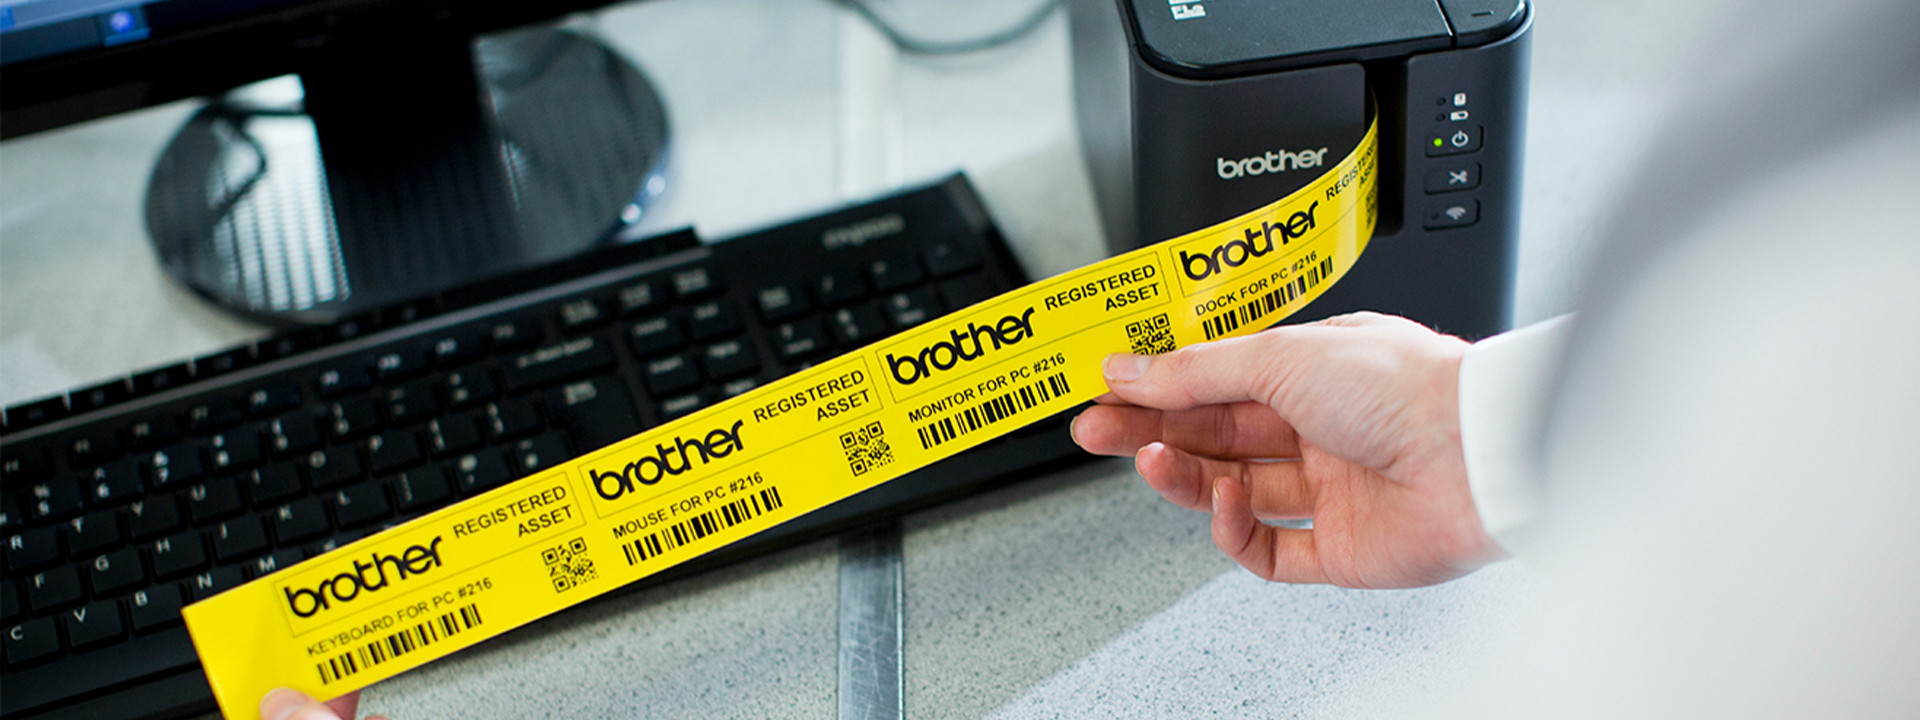 brother
brother REGISTERED
ASSET
KEYBOARD FOR PC #216
brother REGISTERED
ASSET
MOUSE FOR PC #216
brother REGISTERED
ASSET
MONITOR FOR PC #216
brother REGISTERED
DOCK FOR PC #216
R
Y
U
I
F
G
H
J
K
L
C
V
B
N
M